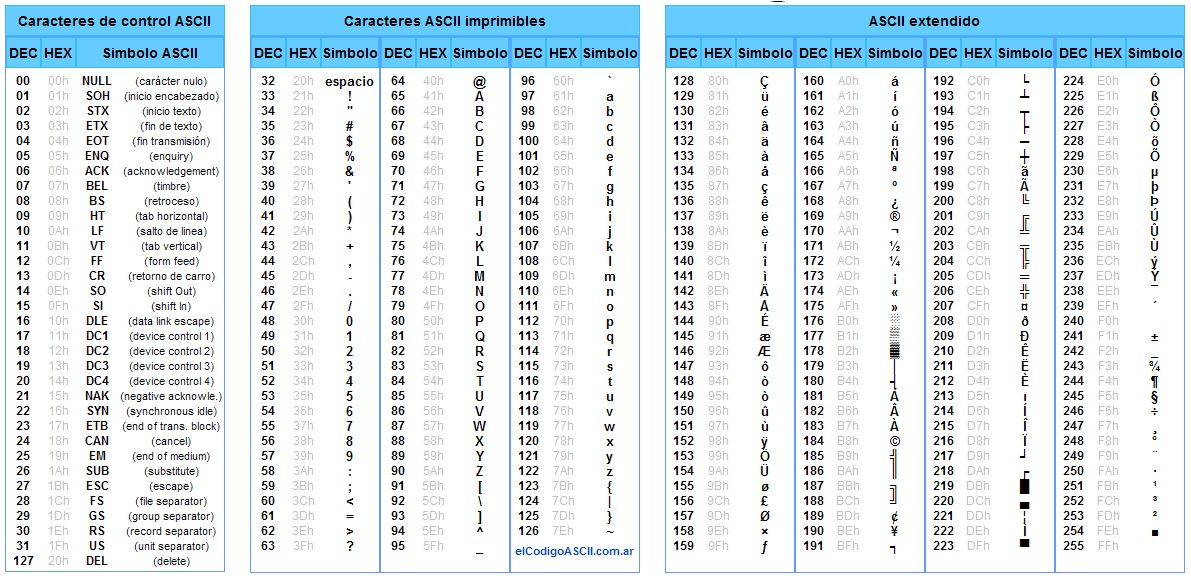 Caracteres de control ASCII Caracteres ASCII imprimibles ASCII extendido
DEC HEX Simbolo ASCII DEC HEX Simbolo DEC HEX Simbolo DEC HEX Simbolo DEC HEX Simbolo DEC HEX Simbolo DEC HEX Simbolo DEC HEX Simbolo
00 00h NULL (carácter nulo) 32 20h espacio 64 40h @ 96 60h ` 128 80h Ç 160 A0h á 192 C0h └ 224 E0h Ó
01 01h SOH (inicio encabezado) 33 21h ! 65 41h A 97 61h a 129 81h ü 161 A1h í 193 C1h ┴ 225 E1h ß
02 02h STX (inicio texto) 34 22h " 66 42h B 98 62h b 130 82h é 162 A2h ó 194 C2h ┬ 226 E2h Ô
03 03h ETX (fin de texto) 35 23h # 67 43h C 99 63h c 131 83h â 163 A3h ú 195 C3h ├ 227 E3h Ò
04 04h EOT (fin transmisión) 36 24h $ 68 44h D 100 64h d 132 84h ä 164 A4h ñ 196 C4h ─ 228 E4h õ
05 05h ENQ (enquiry) 37 25h % 69 45h E 101 65h e 133 85h à 165 A5h Ñ 197 C5h ┼ 229 E5h Õ
06 06h ACK (acknowledgement) 38 26h & 70 46h F 102 66h f 134 86h å 166 A6h ª 198 C6h ã 230 E6h µ
07 07h BEL (timbre) 39 27h ' 71 47h G 103 67h g 135 87h ç 167 A7h º 199 C7h Ã 231 E7h þ
08 08h BS (retroceso) 40 28h ( 72 48h H 104 68h h 136 88h ê 168 A8h ¿ 200 C8h ╚ 232 E8h Þ
09 09h HT (tab horizontal) 41 29h ) 73 49h I 105 69h i 137 89h ë 169 A9h ® 201 C9h ╔ 233 E9h Ú
10 0Ah LF (salto de linea) 42 2Ah * 74 4Ah J 106 6Ah j 138 8Ah è 170 AAh ¬ 202 CAh ╩ 234 EAh Û
11 0Bh VT (tab vertical) 43 2Bh + 75 4Bh K 107 6Bh k 139 8Bh ï 171 ABh ½ 203 CBh ╦ 235 EBh Ù
12 0Ch FF (form feed) 44 2Ch , 76 4Ch L 108 6Ch l 140 8Ch î 172 ACh ¼ 204 CCh ╠ 236 ECh ý
13 0Dh CR (retorno de carro) 45 2Dh - 77 4Dh M 109 6Dh m 141 8Dh ì 173 ADh ¡ 205 CDh ═ 237 EDh Ý
14 0Eh SO (shift Out) 46 2Eh . 78 4Eh N 110 6Eh n 142 8Eh Ä 174 AEh « 206 CEh ╬ 238 EEh ¯
15 0Fh SI (shift In) 47 2Fh / 79 4Fh O 111 6Fh o 143 8Fh Å 175 AFh » 207 CFh ¤ 239 EFh ´
16 10h DLE (data link escape) 48 30h 0 80 50h P 112 70h p 144 90h É 176 B0h ░ 208 D0h ð 240 F0h
17 11h DC1 (device control 1) 49 31h 1 81 51h Q 113 71h q 145 91h æ 177 B1h ▒ 209 D1h Ð 241 F1h ±
18 12h DC2 (device control 2) 50 32h 2 82 52h R 114 72h r 146 92h Æ 178 B2h ▓ 210 D2h Ê 242 F2h ‗
19 13h DC3 (device control 3) 51 33h 3 83 53h S 115 73h s 147 93h ô 179 B3h │ 211 D3h Ë 243 F3h ¾
20 14h DC4 (device control 4) 52 34h 4 84 54h T 116 74h t 148 94h ò 180 B4h ┤ 212 D4h È 244 F4h ¶
21 15h NAK (negative acknowle.) 53 35h 5 85 55h U 117 75h u 149 95h ò 181 B5h Á 213 D5h ı 245 F5h §
22 16h SYN (synchronous idle) 54 36h 6 86 56h V 118 76h v 150 96h û 182 B6h Â 214 D6h Í 246 F6h ÷
23 17h ETB (end of trans. block) 55 37h 7 87 57h W 119 77h w 151 97h ù 183 B7h À 215 D7h Î 247 F7h ¸
24 18h CAN (cancel) 56 38h 8 88 58h X 120 78h x 152 98h ÿ 184 B8h © 216 D8h Ï 248 F8h °
25 19h EM (end of medium) 57 39h 9 89 59h Y 121 79h y 153 99h Ö 185 B9h ╣ 217 D9h ┘ 249 F9h ¨
26 1Ah SUB (substitute) 58 3Ah : 90 5Ah Z 122 7Ah z 154 9Ah Ü 186 BAh ║ 218 DAh ┌ 250 FAh ·
27 1Bh ESC (escape) 59 3Bh ; 91 5Bh [ 123 7Bh { 155 9Bh ø 187 BBh ╗ 219 DBh █ 251 FBh ¹
28 1Ch FS (file separator) 60 3Ch < 92 5Ch \ 124 7Ch | 156 9Ch £ 188 BCh ╝ 220 DCh ▄ 252 FCh ³
29 1Dh GS (group separator) 61 3Dh = 93 5Dh ] 125 7Dh } 157 9Dh Ø 189 BDh ¢ 221 DDh ¦ 253 FDh ²
30 1Eh RS (record separator) 62 3Eh > 94 5Eh ^ 126 7Eh ~ 158 9Eh × 190 BEh ¥ 222 DEh Ì 254 FEh ■
31 1Fh US (unit separator) 63 3Fh ? 95 5Fh _ elCodigoASCII.com.ar 159 9Fh ƒ 191 BFh ┐ 223 DFh ▀ 255 FFh
127 20h DEL (delete)